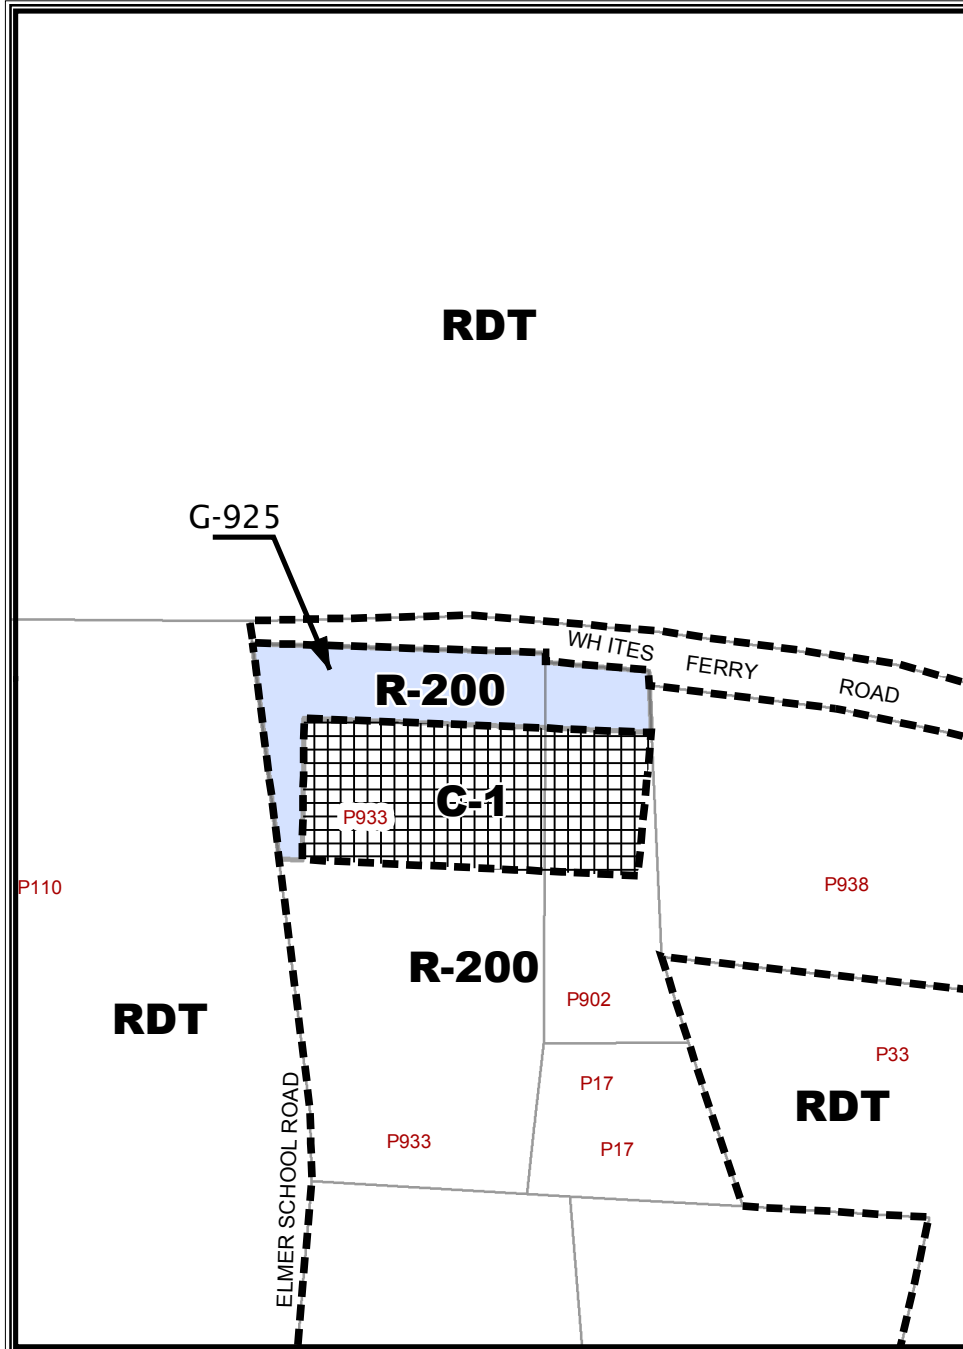 RDT
G-925
WH ITES FERRY ROAD
R-200
C-1
P933
P110
P938
R-200
P902
RDT
P33
P17
RDT
P933
P17
ELMER SCHOOL ROAD